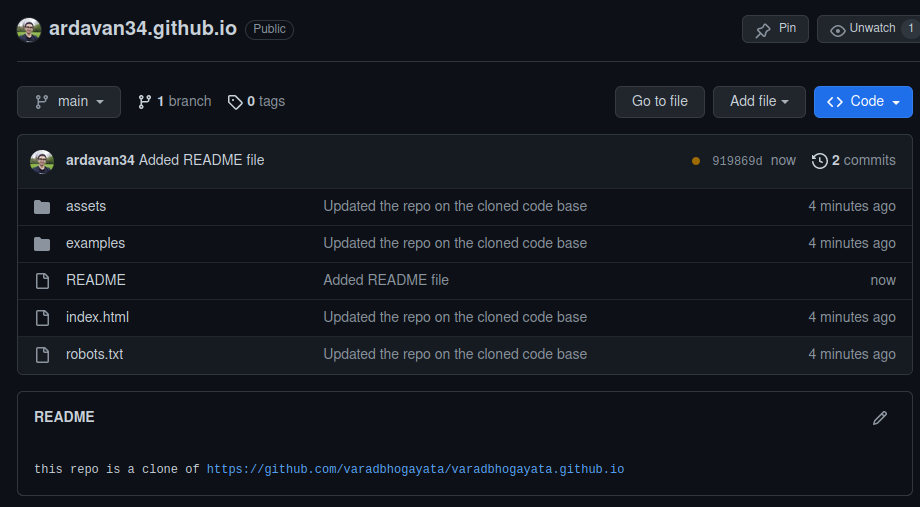 ardavan34.github.io Public Pin Unwatch 1
main 1 branch 0 tags Go to file Add file Code
ardavan34 Added README file 919869d now 2 commits
assets Updated the repo on the cloned code base 4 minutes ago
examples Updated the repo on the cloned code base 4 minutes ago
README Added README file now
index.html Updated the repo on the cloned code base 4 minutes ago
robots.txt Updated the repo on the cloned code base 4 minutes ago
README
this repo is a clone of https://github.com/varadbhogayata/varadbhogayata.github.io